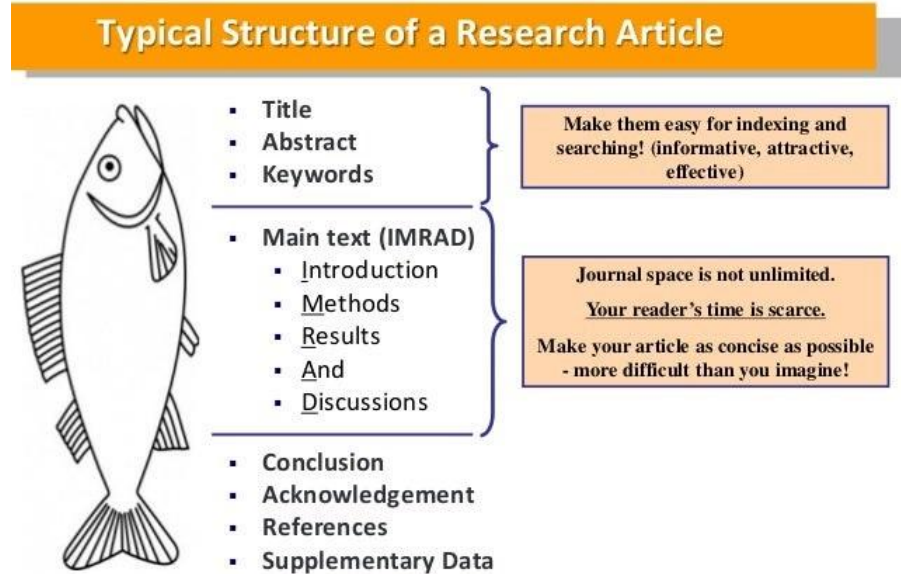 Typical Structure of a Research Article
▪ Title
▪ Abstract
▪ Keywords
Make them easy for indexing and
searching! (informative, attractive,
effective)
▪ Main text (IMRAD)
▪ Introduction
▪ Methods
▪ Results
▪ And
▪ Discussions
Journal space is not unlimited.
Your reader's time is scarce.
Make your article as concise as possible
- more difficult than you imagine!
▪ Conclusion
▪ Acknowledgement
▪ References
▪ Supplementary Data